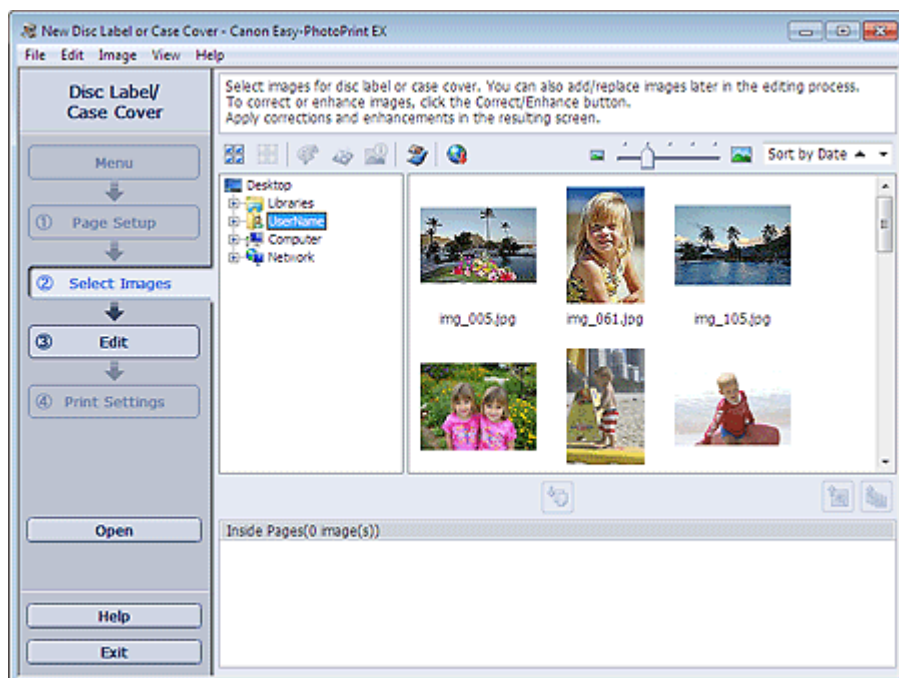 New Disc Label or Case Cover - Canon Easy-PhotoPrint EX
File Edit Image View Help
Disc Label/
Case Cover
Select images for disc label or case cover. You can also add/replace images later in the editing process.
To correct or enhance images, click the Correct/Enhance button.
Apply corrections and enhancements in the resulting screen.
Menu
① Page Setup
② Select Images
③ Edit
④ Print Settings
Open
Help
Exit
Sort by Date
Desktop
Libraries
UserName
Computer
Network
img_005.jpg
img_061.jpg
img_105.jpg
Inside Pages(0 image(s))